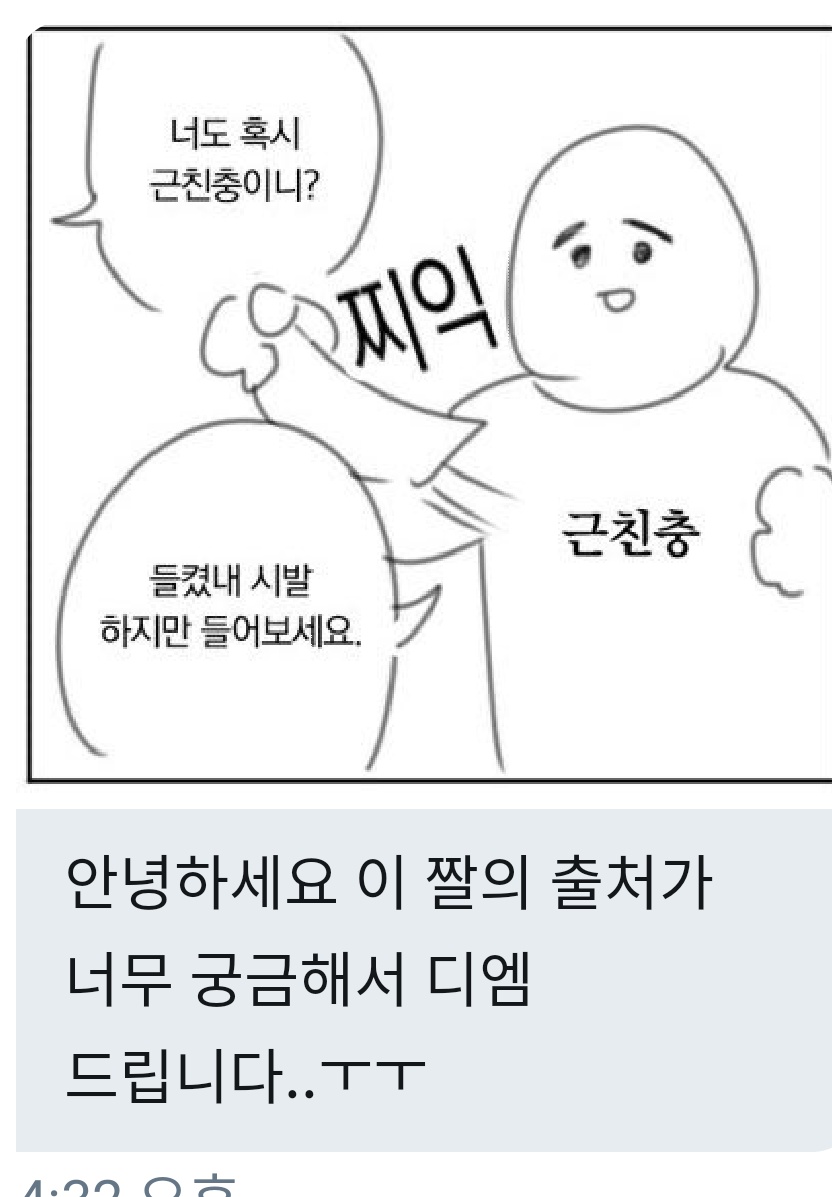 너도 혹시
근친충이니?
찌익
근친충
들켰내 시발
하지만 들어보세요.
안녕하세요 이 짤의 출처가
너무 궁금해서 디엠
드립니다..ㅜㅜ